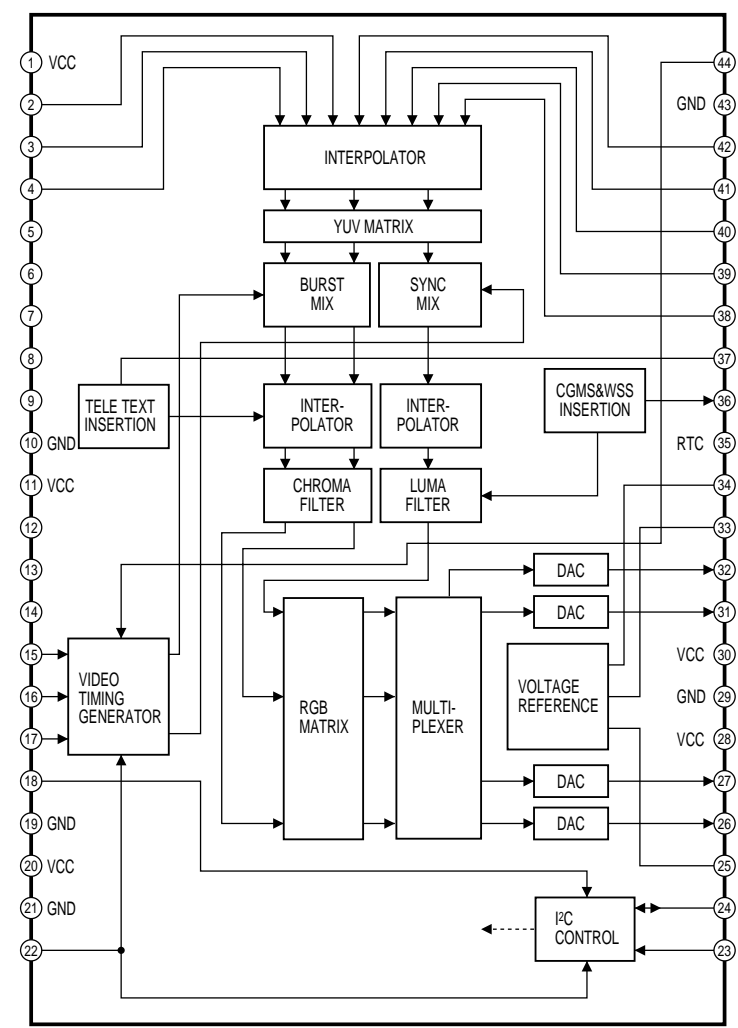 1 VCC
2
3
4
5
6
7
8
9
10 GND
11 VCC
12
13
14
15
16
17
18
19 GND
20 VCC
21 GND
22
INTERPOLATOR
YUV MATRIX
BURST
MIX
SYNC
MIX
TELE TEXT
INSERTION
INTER-
POLATOR
INTER-
POLATOR
CGMS&WSS
INSERTION
CHROMA
FILTER
LUMA
FILTER
DAC
DAC
VIDEO
TIMING
GENERATOR
RGB
MATRIX
MULTI-
PLEXER
VOLTAGE
REFERENCE
DAC
DAC
I²C
CONTROL
44
GND 43
42
41
40
39
38
37
36
RTC 35
34
33
32
31
VCC 30
GND 29
VCC 28
27
26
25
24
23